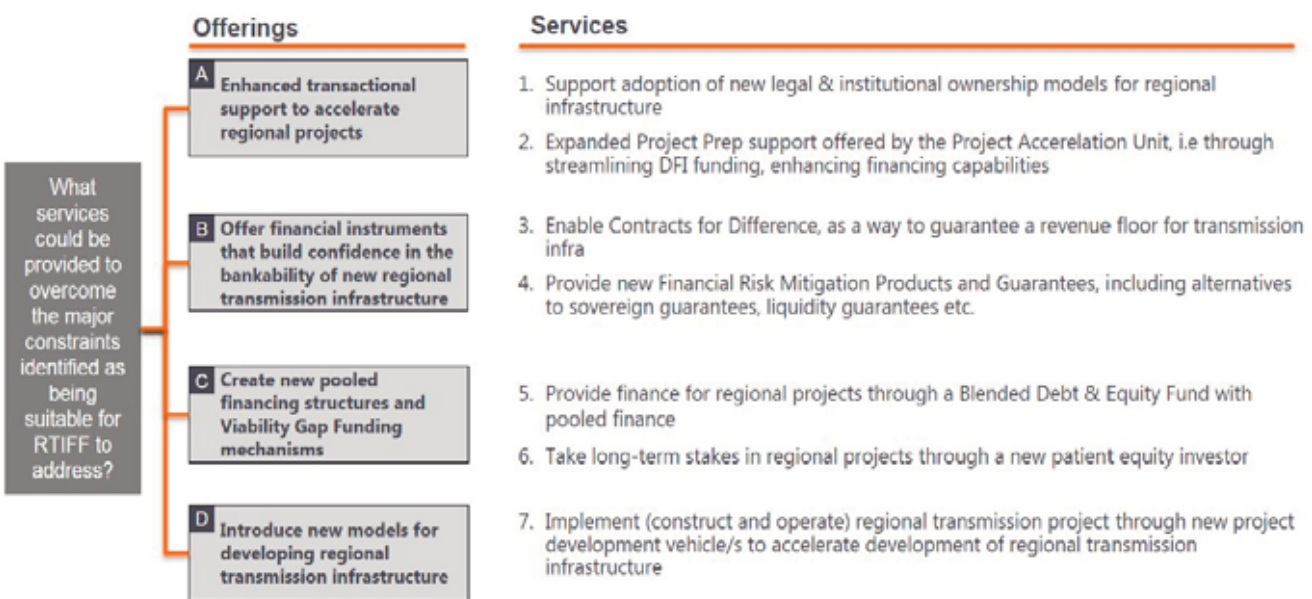 Offerings
Services
What
services
could be
provided to
overcome
the major
constraints
identified as
being
suitable for
RTIFF to
address?
A
Enhanced transactional
support to accelerate
regional projects
1. Support adoption of new legal & institutional ownership models for regional
infrastructure
2. Expanded Project Prep support offered by the Project Accerelation Unit, i.e through
streamlining DFI funding, enhancing financing capabilities
B
Offer financial instruments
that build confidence in the
bankability of new regional
transmission infrastructure
3. Enable Contracts for Difference, as a way to guarantee a revenue floor for transmission
infra
4. Provide new Financial Risk Mitigation Products and Guarantees, including alternatives
to sovereign guarantees, liquidity guarantees etc.
C
Create new pooled
financing structures and
Viability Gap Funding
mechanisms
5. Provide finance for regional projects through a Blended Debt & Equity Fund with
pooled finance
6. Take long-term stakes in regional projects through a new patient equity investor
D
Introduce new models for
developing regional
transmission infrastructure
7. Implement (construct and operate) regional transmission project through new project
development vehicle/s to accelerate development of regional transmission
infrastructure